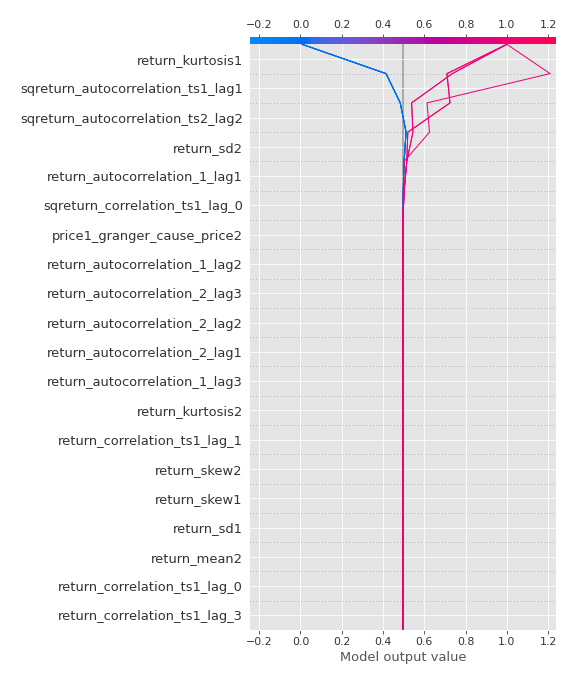 −0.2 0.0 0.2 0.4 0.6 0.8 1.0 1.2
return_kurtosis1
sqreturn_autocorrelation_ts1_lag1
sqreturn_autocorrelation_ts2_lag2
return_sd2
return_autocorrelation_1_lag1
sqreturn_correlation_ts1_lag_0
price1_granger_cause_price2
return_autocorrelation_1_lag2
return_autocorrelation_2_lag3
return_autocorrelation_2_lag2
return_autocorrelation_2_lag1
return_autocorrelation_1_lag3
return_kurtosis2
return_correlation_ts1_lag_1
return_skew2
return_skew1
return_sd1
return_mean2
return_correlation_ts1_lag_0
return_correlation_ts1_lag_3
−0.2 0.0 0.2 0.4 0.6 0.8 1.0 1.2
Model output value